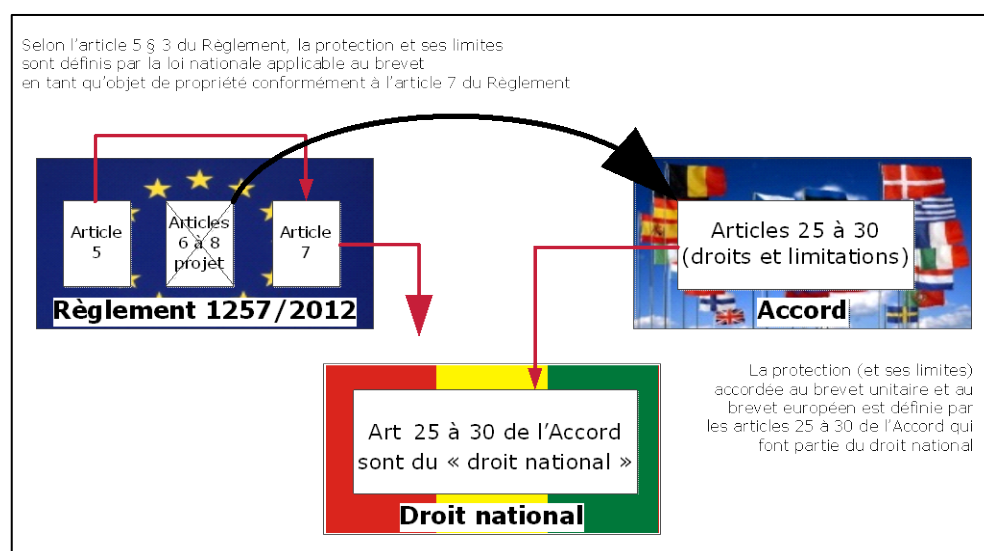 Selon l'article 5 § 3 du Règlement, la protection et ses limites
sont définis par la loi nationale applicable au brevet
en tant qu'objet de propriété conformément à l'article 7 du Règlement
Article
5
Articles
6 à 8
projet
Article
7
Règlement 1257/2012
Articles 25 à 30
(droits et limitations)
Accord
La protection (et ses limites)
accordée au brevet unitaire et au
brevet européen est définie par
les articles 25 à 30 de l'Accord qui
font partie du droit national
Art 25 à 30 de l'Accord
sont du « droit national »
Droit national